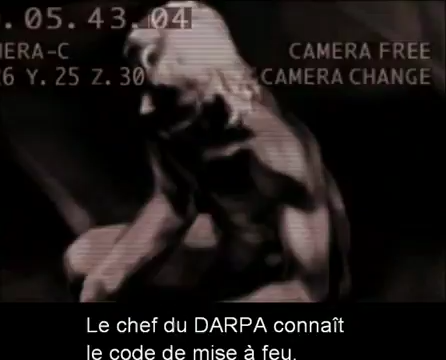 .05.43.04
ERA-C
CAMERA FREE
6 Y.25 Z.30
CAMERA CHANGE
Le chef du DARPA connaît
le code de mise à feu.